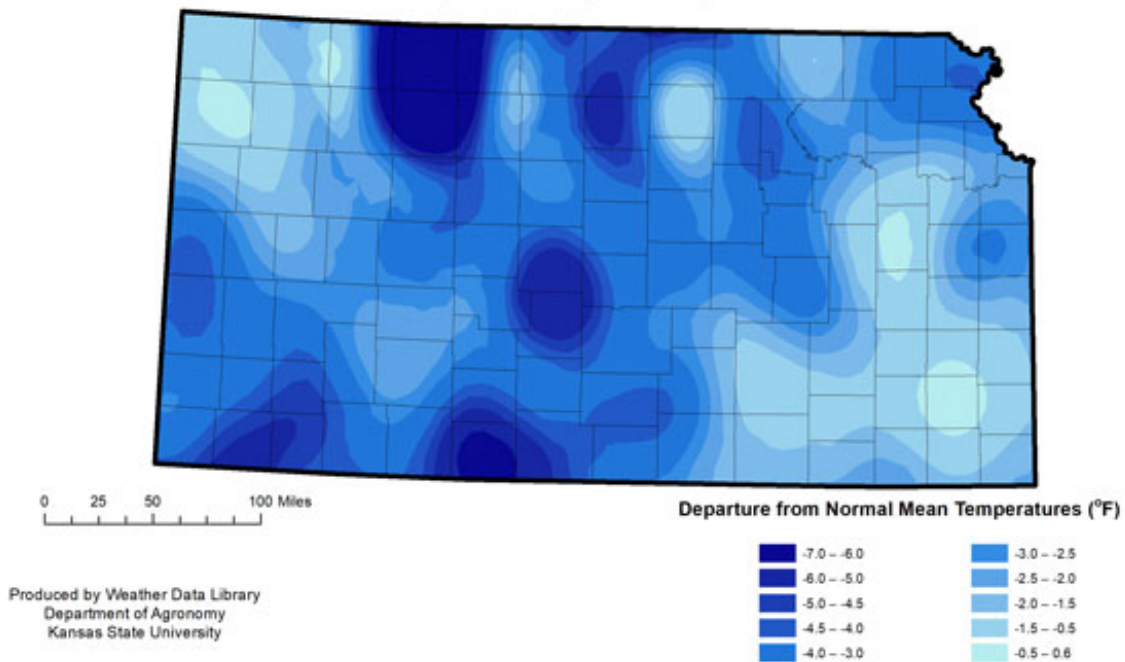 0 25 50 100 Miles
Departure from Normal Mean Temperatures (°F)
-7.0 – -6.0
-6.0 – -5.0
-5.0 – -4.5
-4.5 – -4.0
-4.0 – -3.0
-3.0 – -2.5
-2.5 – -2.0
-2.0 – -1.5
-1.5 – -0.5
-0.5 – 0.6
Produced by Weather Data Library
Department of Agronomy
Kansas State University